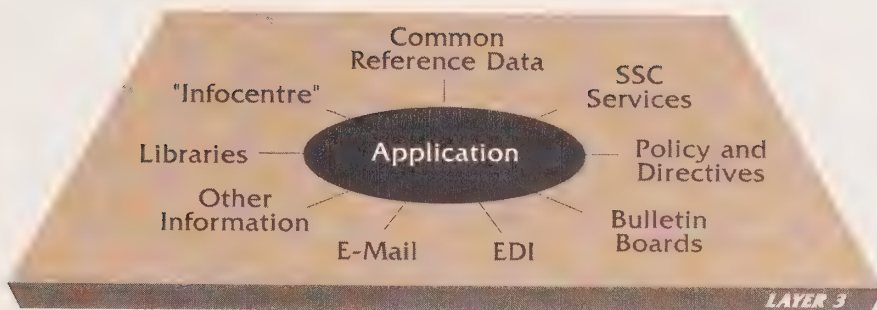 Common
Reference Data
"Infocentre"
SSC
Services
Libraries
Application
Policy and
Directives
Other
Information
Bulletin
Boards
E-Mail
EDI
LAYER 3